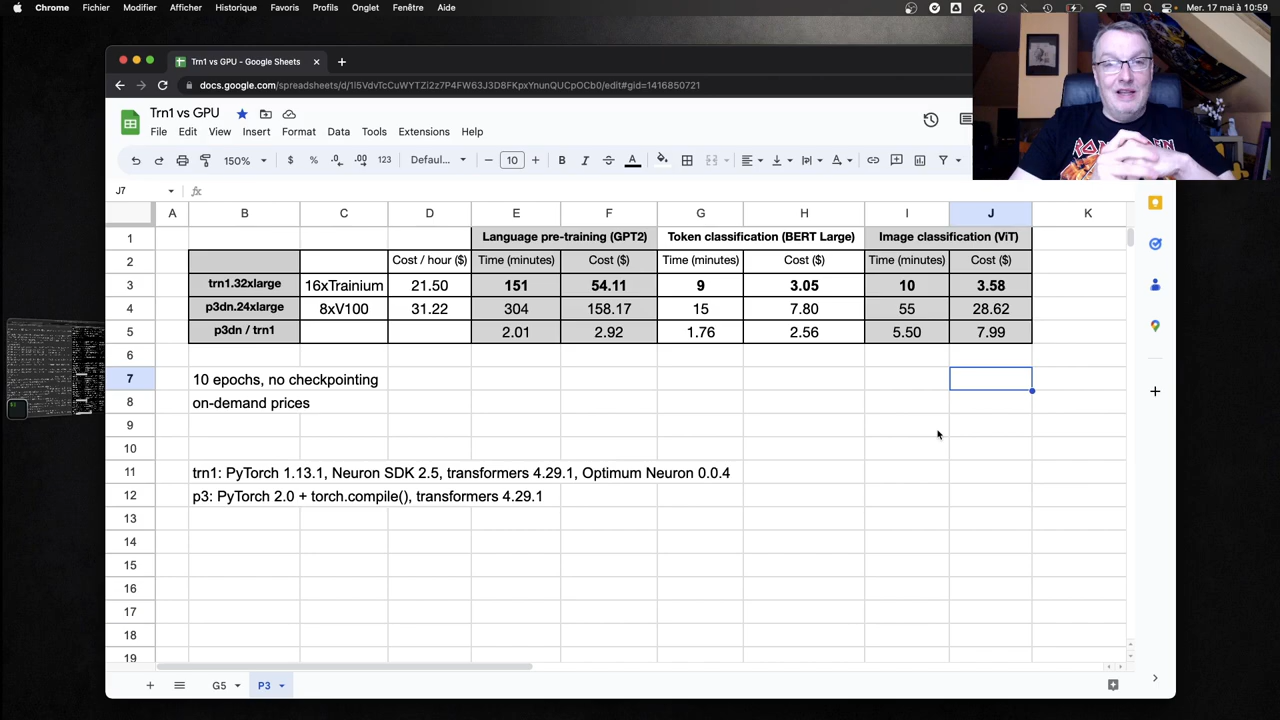 Chrome Fichier Modifier Afficher Historique Favoris Profils Onglet Fenêtre Aide Mer. 17 mai à 10:59
Trn1 vs GPU - Google Sheets
docs.google.com/spreadsheets/d/1l5VdvTcCuWYTZi2z7P4FW63J3D8FKpxYnunQUCpOCb0/edit#gid=1416850721
Trn1 vs GPU
File Edit View Insert Format Data Tools Extensions Help
150% $ % .0 .00 123 Defaul... 10 B I S A
J7 fx
A B C D E F G H I J K
1 Language pre-training (GPT2) Token classification (BERT Large) Image classification (ViT)
2 Cost / hour ($) Time (minutes) Cost ($) Time (minutes) Cost ($) Time (minutes) Cost ($)
3 trn1.32xlarge 16xTrainium 21.50 151 54.11 9 3.05 10 3.58
4 p3dn.24xlarge 8xV100 31.22 304 158.17 15 7.80 55 28.62
5 p3dn / trn1 2.01 2.92 1.76 2.56 5.50 7.99
6
7 10 epochs, no checkpointing
8 on-demand prices
9
10
11 trn1: PyTorch 1.13.1, Neuron SDK 2.5, transformers 4.29.1, Optimum Neuron 0.0.4
12 p3: PyTorch 2.0 + torch.compile(), transformers 4.29.1
13
14
15
16
17
18
19
G5 P3